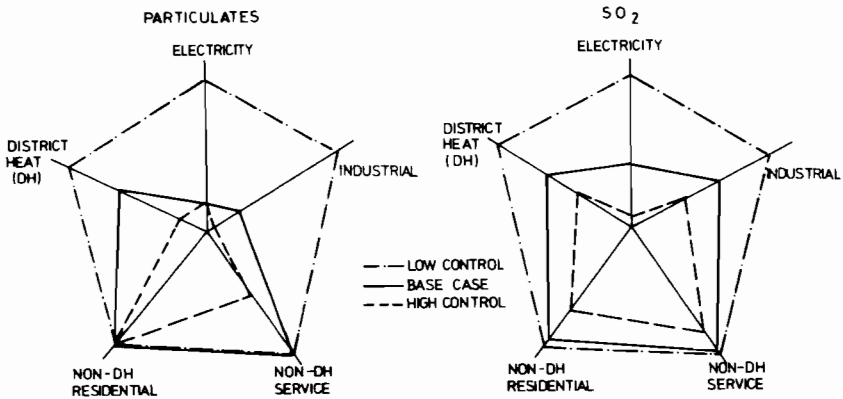 PARTICULATES
ELECTRICITY
DISTRICT
HEAT
(DH)
INDUSTRIAL
NON-DH
RESIDENTIAL
NON-DH
SERVICE
LOW CONTROL
BASE CASE
HIGH CONTROL
SO2
ELECTRICITY
DISTRICT
HEAT
(DH)
INDUSTRIAL
NON-DH
RESIDENTIAL
NON-DH
SERVICE